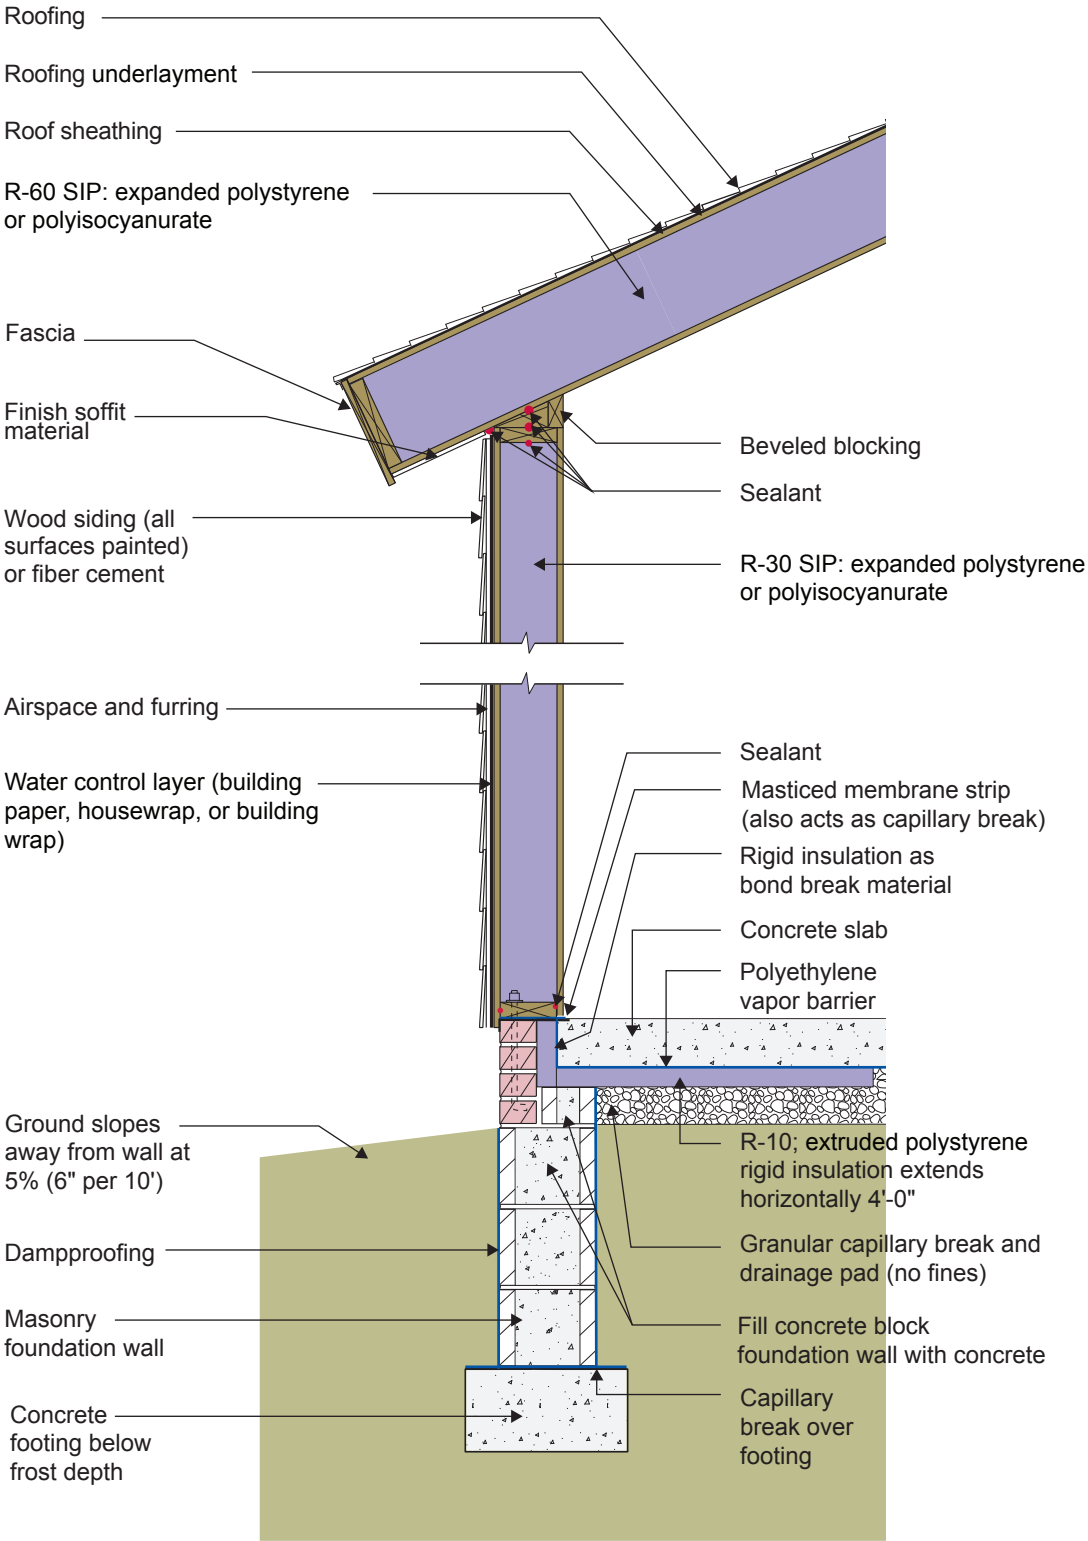 Roofing
Roofing underlayment
Roof sheathing
R-60 SIP: expanded polystyrene
or polyisocyanurate
Fascia
Finish soffit
material
Wood siding (all
surfaces painted)
or fiber cement
Airspace and furring
Water control layer (building
paper, housewrap, or building
wrap)
Ground slopes
away from wall at
5% (6" per 10')
Dampproofing
Masonry
foundation wall
Concrete
footing below
frost depth
Beveled blocking
Sealant
R-30 SIP: expanded polystyrene
or polyisocyanurate
Sealant
Masticed membrane strip
(also acts as capillary break)
Rigid insulation as
bond break material
Concrete slab
Polyethylene
vapor barrier
R-10; extruded polystyrene
rigid insulation extends
horizontally 4'-0"
Granular capillary break and
drainage pad (no fines)
Fill concrete block
foundation wall with concrete
Capillary
break over
footing